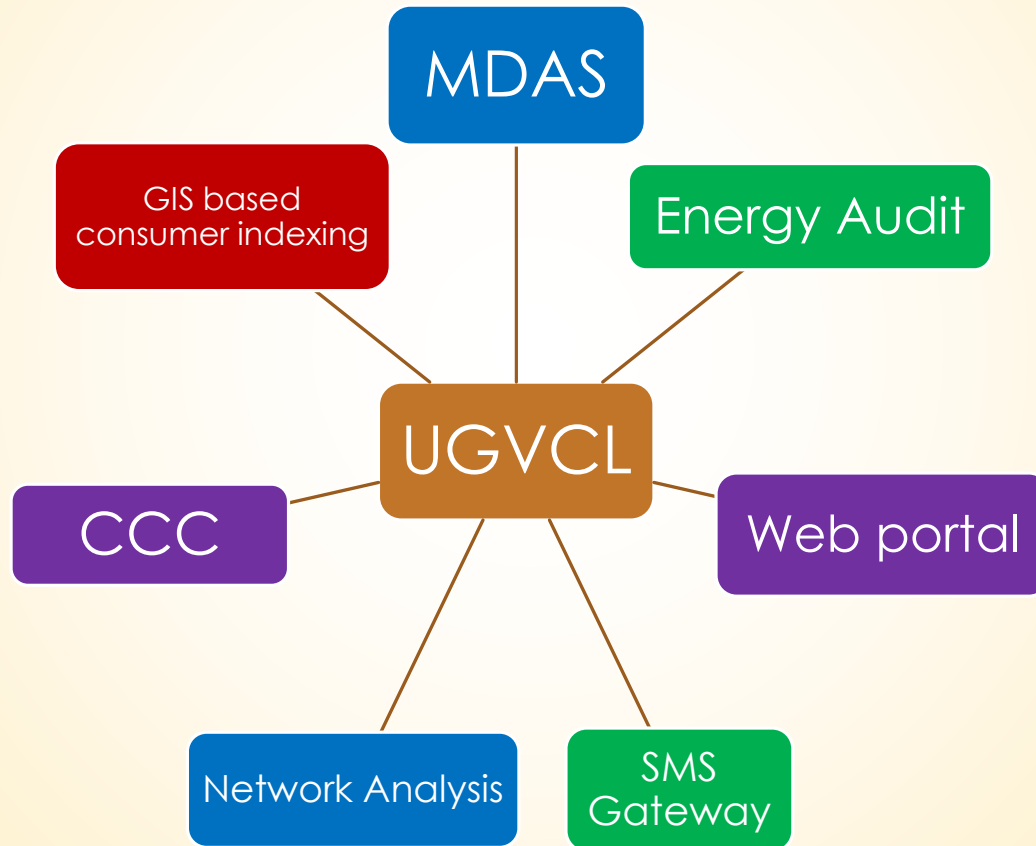 MDAS
GIS based
consumer indexing
Energy Audit
UGVCL
CCC
Web portal
Network Analysis
SMS
Gateway